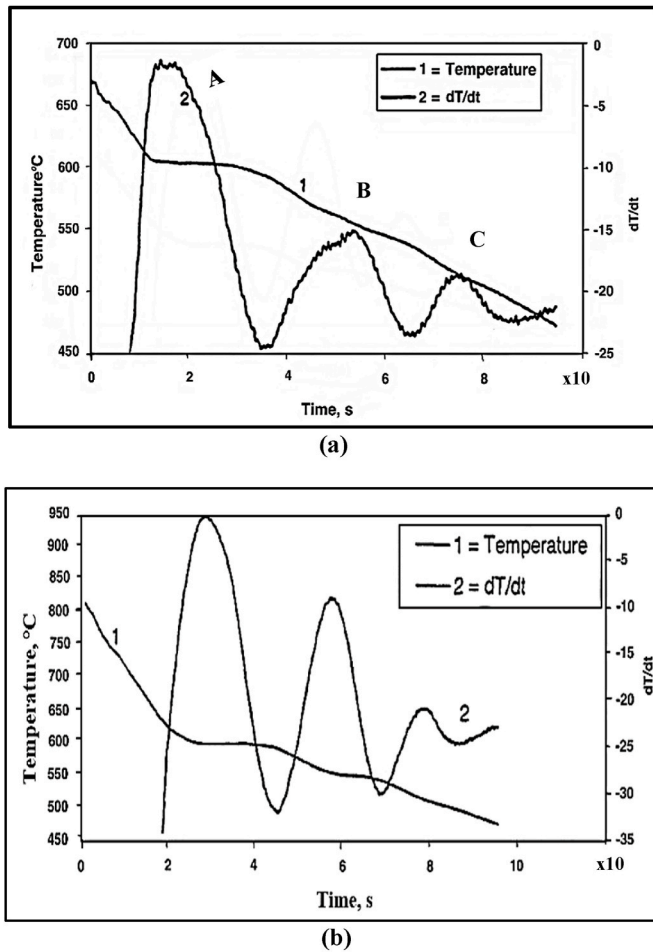 700
650
600
550
500
450
Temperature°C
0
-5
-10
-15
-20
-25
dT/dt
1 = Temperature
2 = dT/dt
A
2
1
B
C
0
2
4
6
8
x10
Time, s
(a)
950
900
850
800
750
700
650
600
550
500
450
Temperature, °C
0
-5
-10
-15
-20
-25
-30
-35
dT/dt
1 = Temperature
2 = dT/dt
1
2
0
2
4
6
8
10
x10
Time, s
(b)